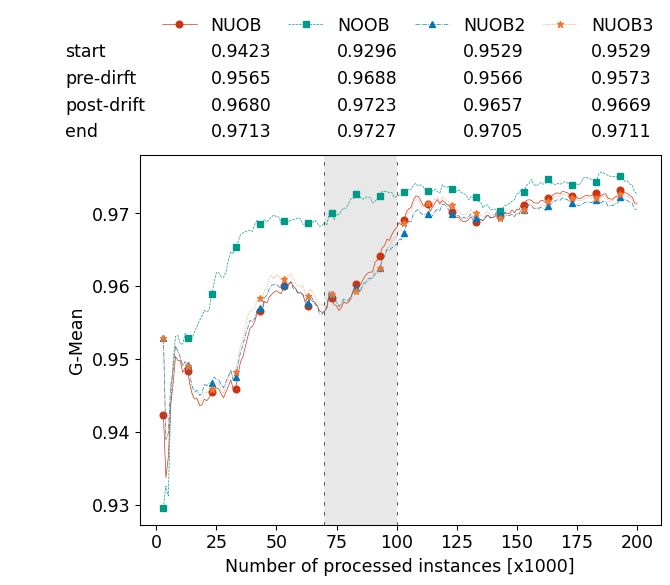 NUOB NOOB NUOB2 NUOB3
start 0.9423 0.9296 0.9529 0.9529
pre-dirft 0.9565 0.9688 0.9566 0.9573
post-drift 0.9680 0.9723 0.9657 0.9669
end 0.9713 0.9727 0.9705 0.9711
0.97
0.96
0.95
0.94
0.93
G-Mean
0 25 50 75 100 125 150 175 200
Number of processed instances [x1000]